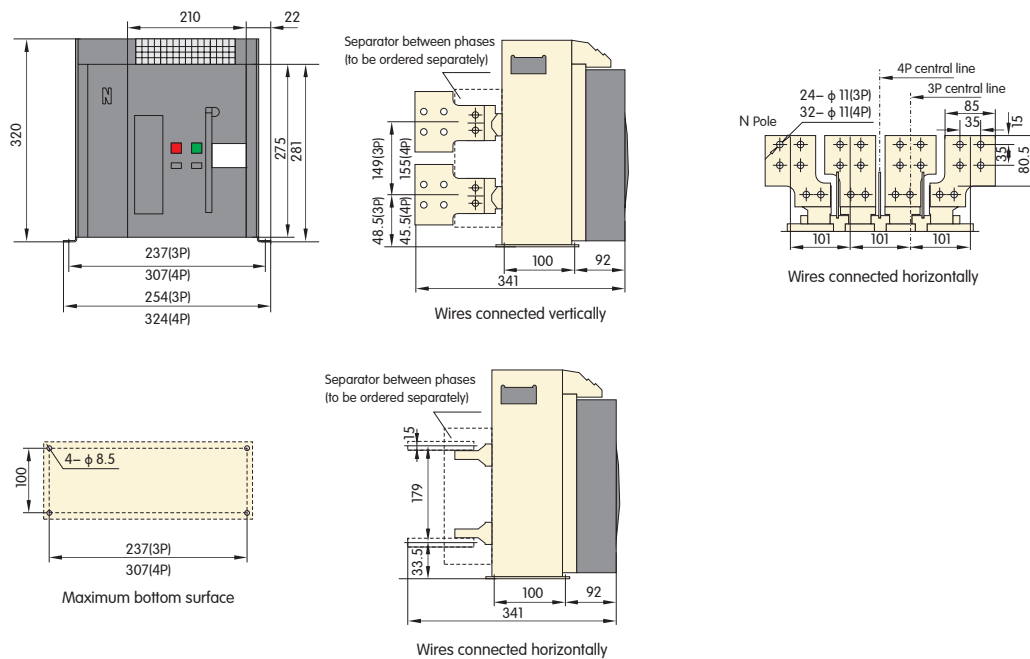 210
22
320
275
281
237(3P)
307(4P)
254(3P)
324(4P)
Separator between phases
(to be ordered separately)
149(3P)
155(4P)
48.5(3P)
45.5(4P)
100
92
341
Wires connected vertically
4P central line
24– ϕ 11(3P)
3P central line
32– ϕ 11(4P)
85
N Pole
35
15
35
80.5
101
101
101
Wires connected horizontally
4– ϕ 8.5
100
237(3P)
307(4P)
Maximum bottom surface
Separator between phases
(to be ordered separately)
15
179
33.5
100
92
341
Wires connected horizontally